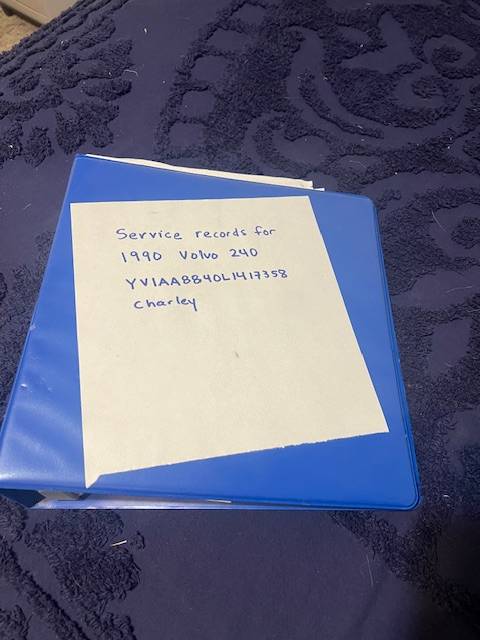 Service records for
1990 Volvo 240
YV1AA8840L1417358
Charley